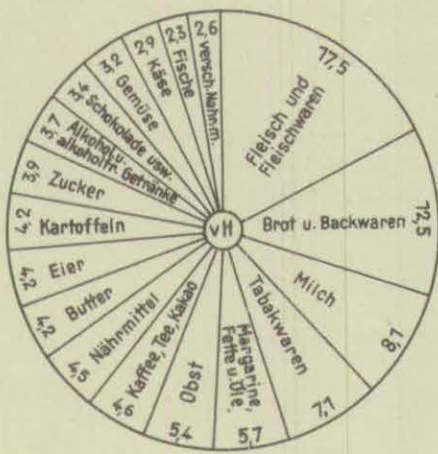 17,5
Fleisch und
Fleischwaren
12,5
Brot u. Backwaren
8,1
Milch
7,1
Tabakwaren
5,7
Margarine,
Fette u. Öle
5,4
Obst
4,6
Kaffee, Tee, Kakao
4,5
Nährmittel
4,2
Butter
4,2
Eier
4,2
Kartoffeln
3,9
Zucker
3,7
Alkohol u.
alkoholfr. Getränke
3,4
Schokolade usw.
3,2
Gemüse
2,9
Käse
2,3
Fische
2,6
versch. Nahr.m.
vH